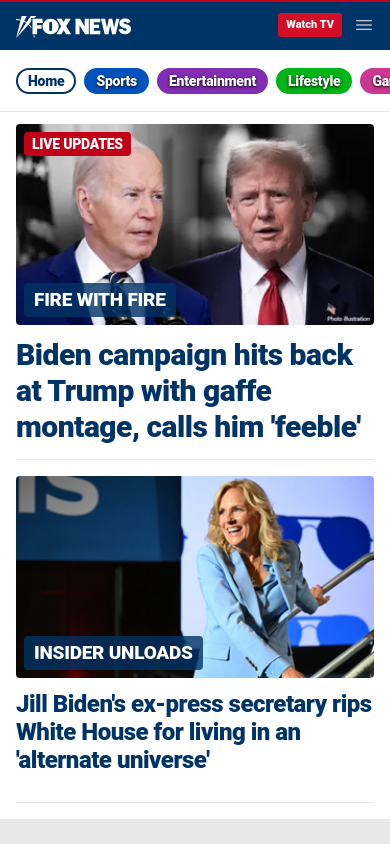 FOX NEWS
Watch TV
Home Sports Entertainment Lifestyle
LIVE UPDATES
FIRE WITH FIRE
Photo illustration
Biden campaign hits back
at Trump with gaffe
montage, calls him 'feeble'
INSIDER UNLOADS
Jill Biden's ex-press secretary rips
White House for living in an
'alternate universe'